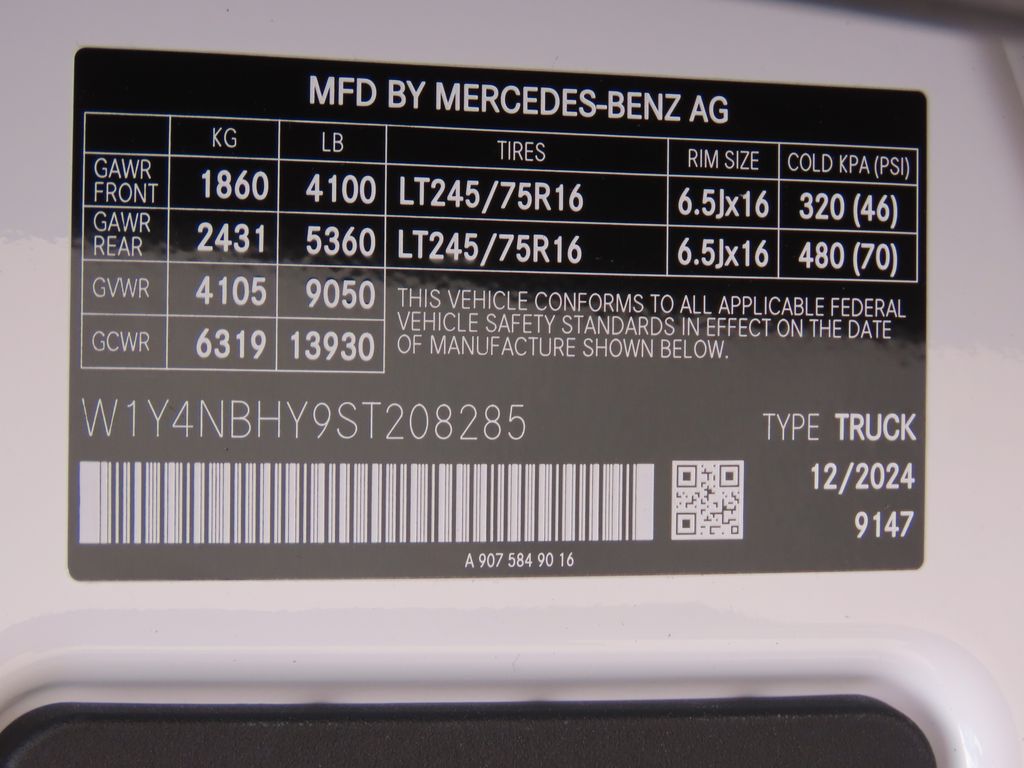 MFD BY MERCEDES-BENZ AG
KG LB TIRES RIM SIZE COLD KPA (PSI)
GAWR FRONT 1860 4100 LT245/75R16 6.5Jx16 320 (46)
GAWR REAR 2431 5360 LT245/75R16 6.5Jx16 480 (70)
GVWR 4105 9050
GCWR 6319 13930
THIS VEHICLE CONFORMS TO ALL APPLICABLE FEDERAL
VEHICLE SAFETY STANDARDS IN EFFECT ON THE DATE
OF MANUFACTURE SHOWN BELOW.
W1Y4NBHY9ST208285
TYPE TRUCK
12/2024
9147
A 907 584 90 16